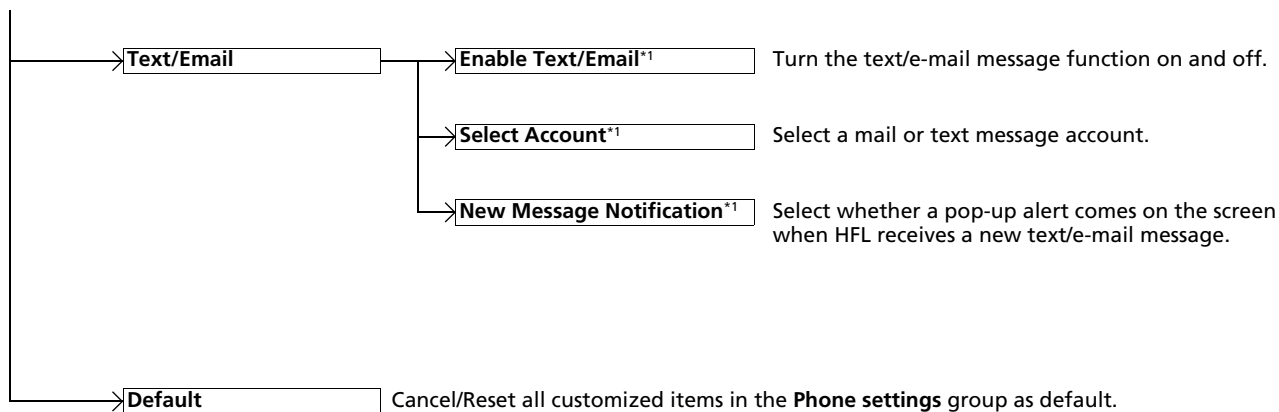 Text/Email
Enable Text/Email*1
Turn the text/e-mail message function on and off.
Select Account*1
Select a mail or text message account.
New Message Notification*1
Select whether a pop-up alert comes on the screen
when HFL receives a new text/e-mail message.
Default
Cancel/Reset all customized items in the Phone settings group as default.